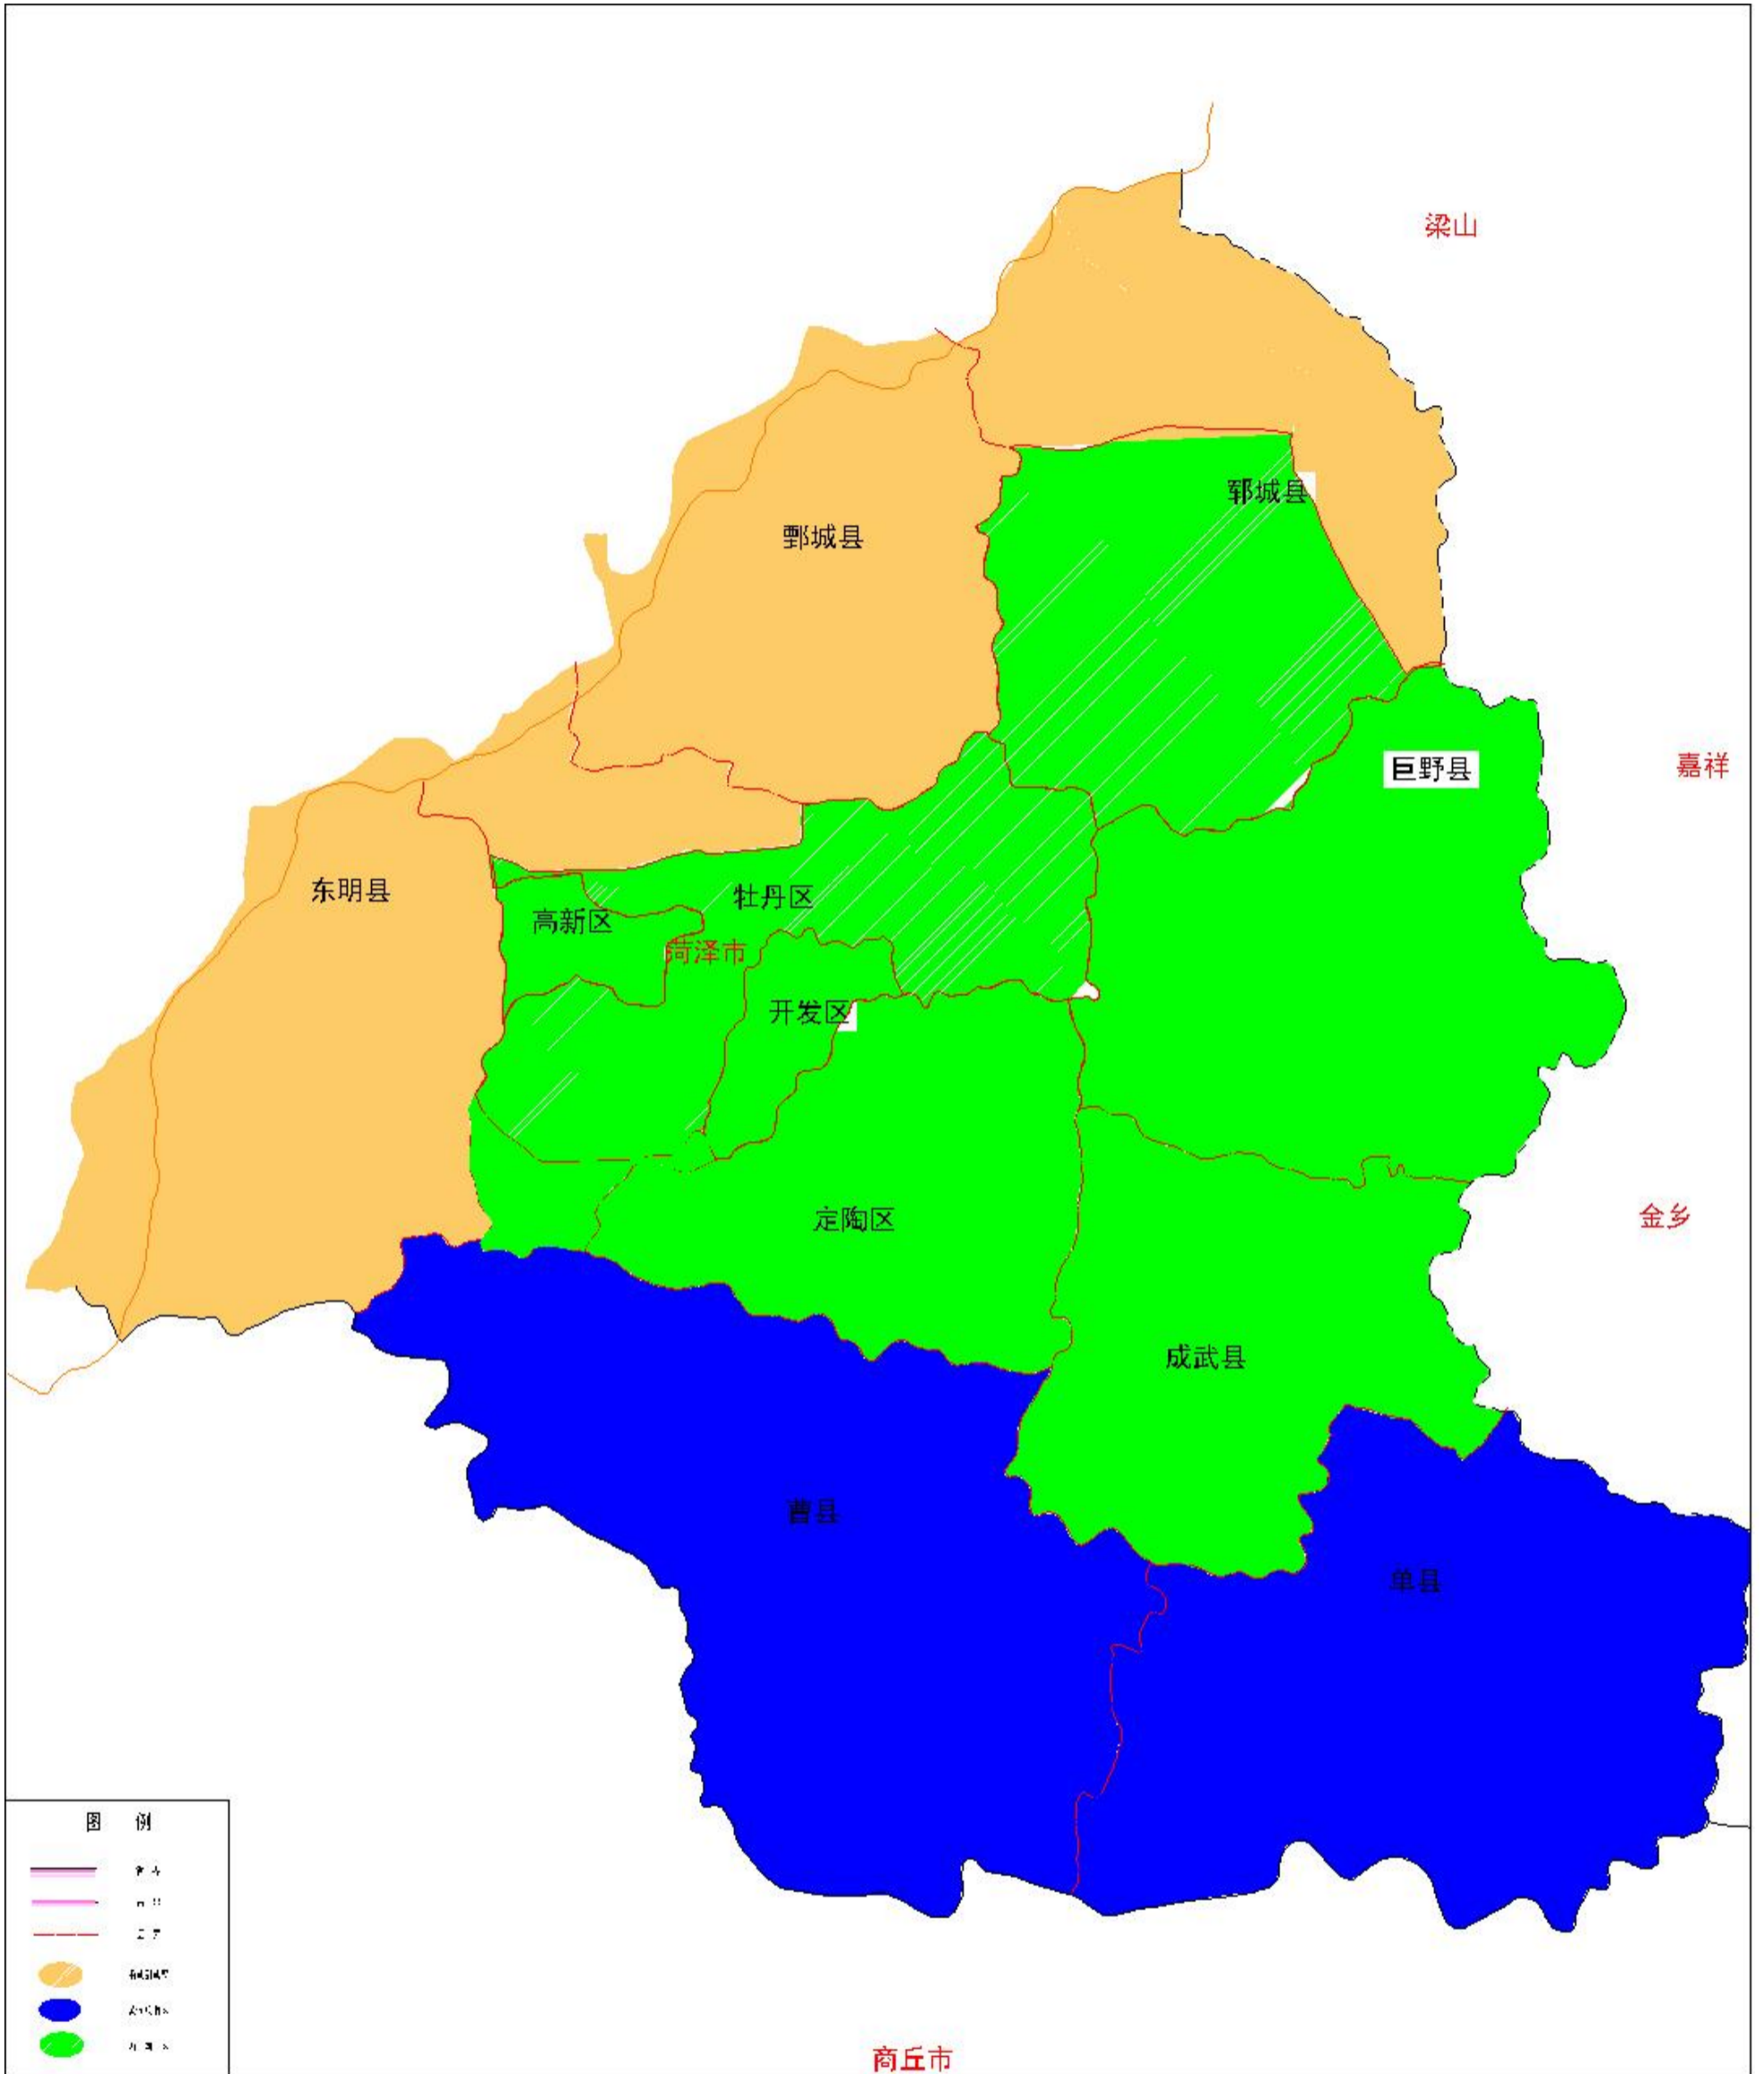 梁山
郓城县
鄄城县
巨野县
嘉祥
东明县
牡丹区
高新区
菏泽市
开发区
金乡
定陶区
成武县
曹县
单县
图 例
商丘市